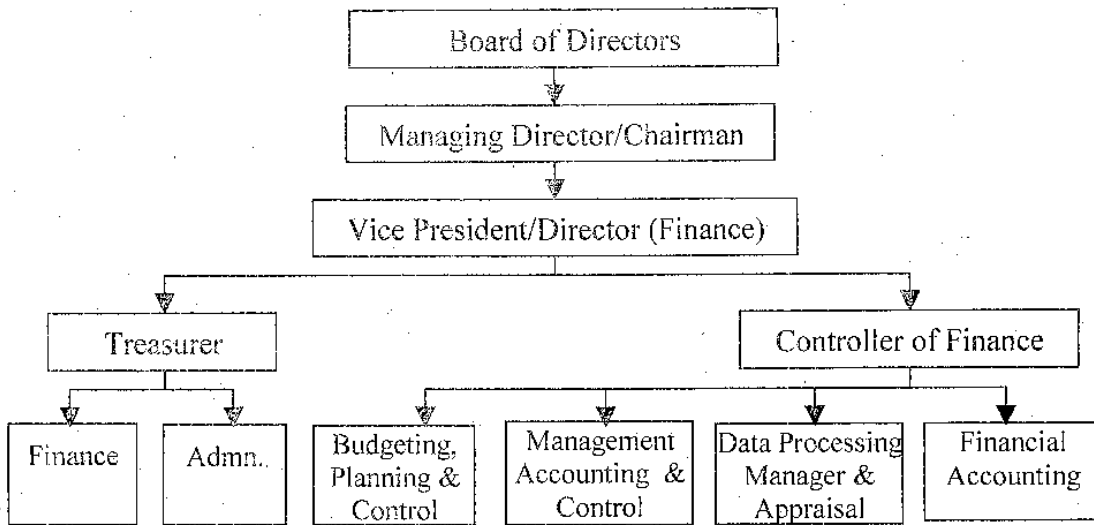 Board of Directors
Managing Director/Chairman
Vice President/Director (Finance)
Treasurer
Controller of Finance
Finance
Admn..
Budgeting,
Planning &
Control
Management
Accounting &
Control
Data Processing
Manager &
Appraisal
Financial
Accounting